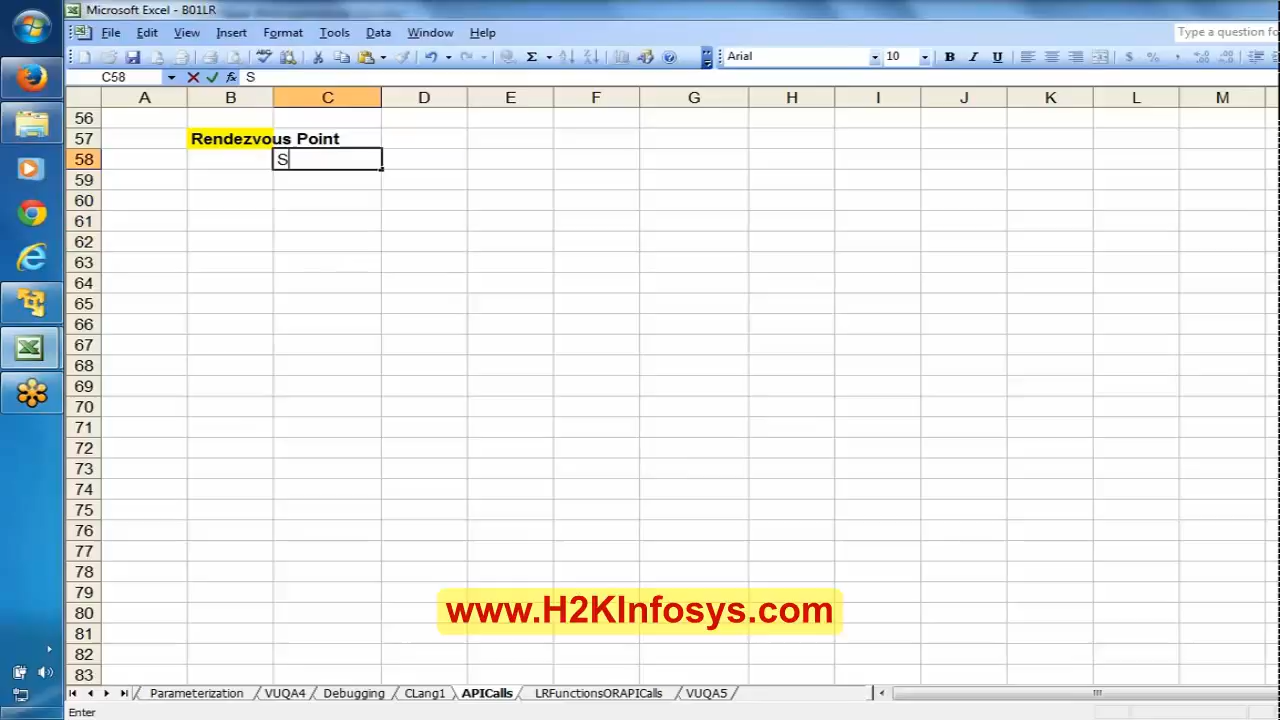 Microsoft Excel - B01LR
File Edit View Insert Format Tools Data Window Help
Type a question fo
Arial 10 B I U $ %
C58 fx S
A B C D E F G H I J K L M
56
57 Rendezvous Point
58 S
59
60
61
62
63
64
65
66
67
68
69
70
71
72
73
74
75
76
77
78
79
80
www.H2KInfosys.com
81
82
83
Parameterization VUQA4 Debugging CLang1 APICalls LRFunctionsORAPICalls VUQA5
Enter